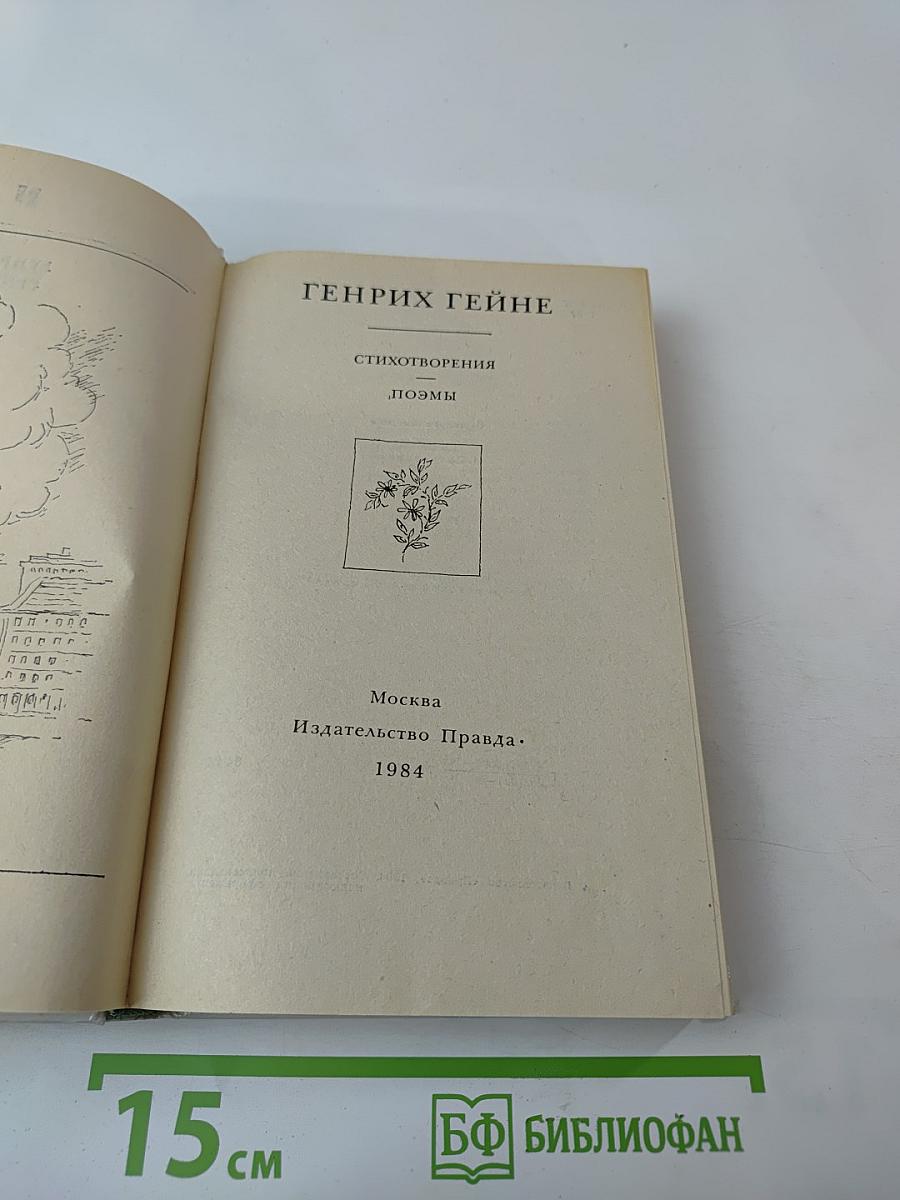 ГЕНРИХ ГЕЙНЕ
СТИХОТВОРЕНИЯ
ПОЭМЫ
Москва
Издательство Правда.
1984
15 см
БФ БИБЛИОФАН